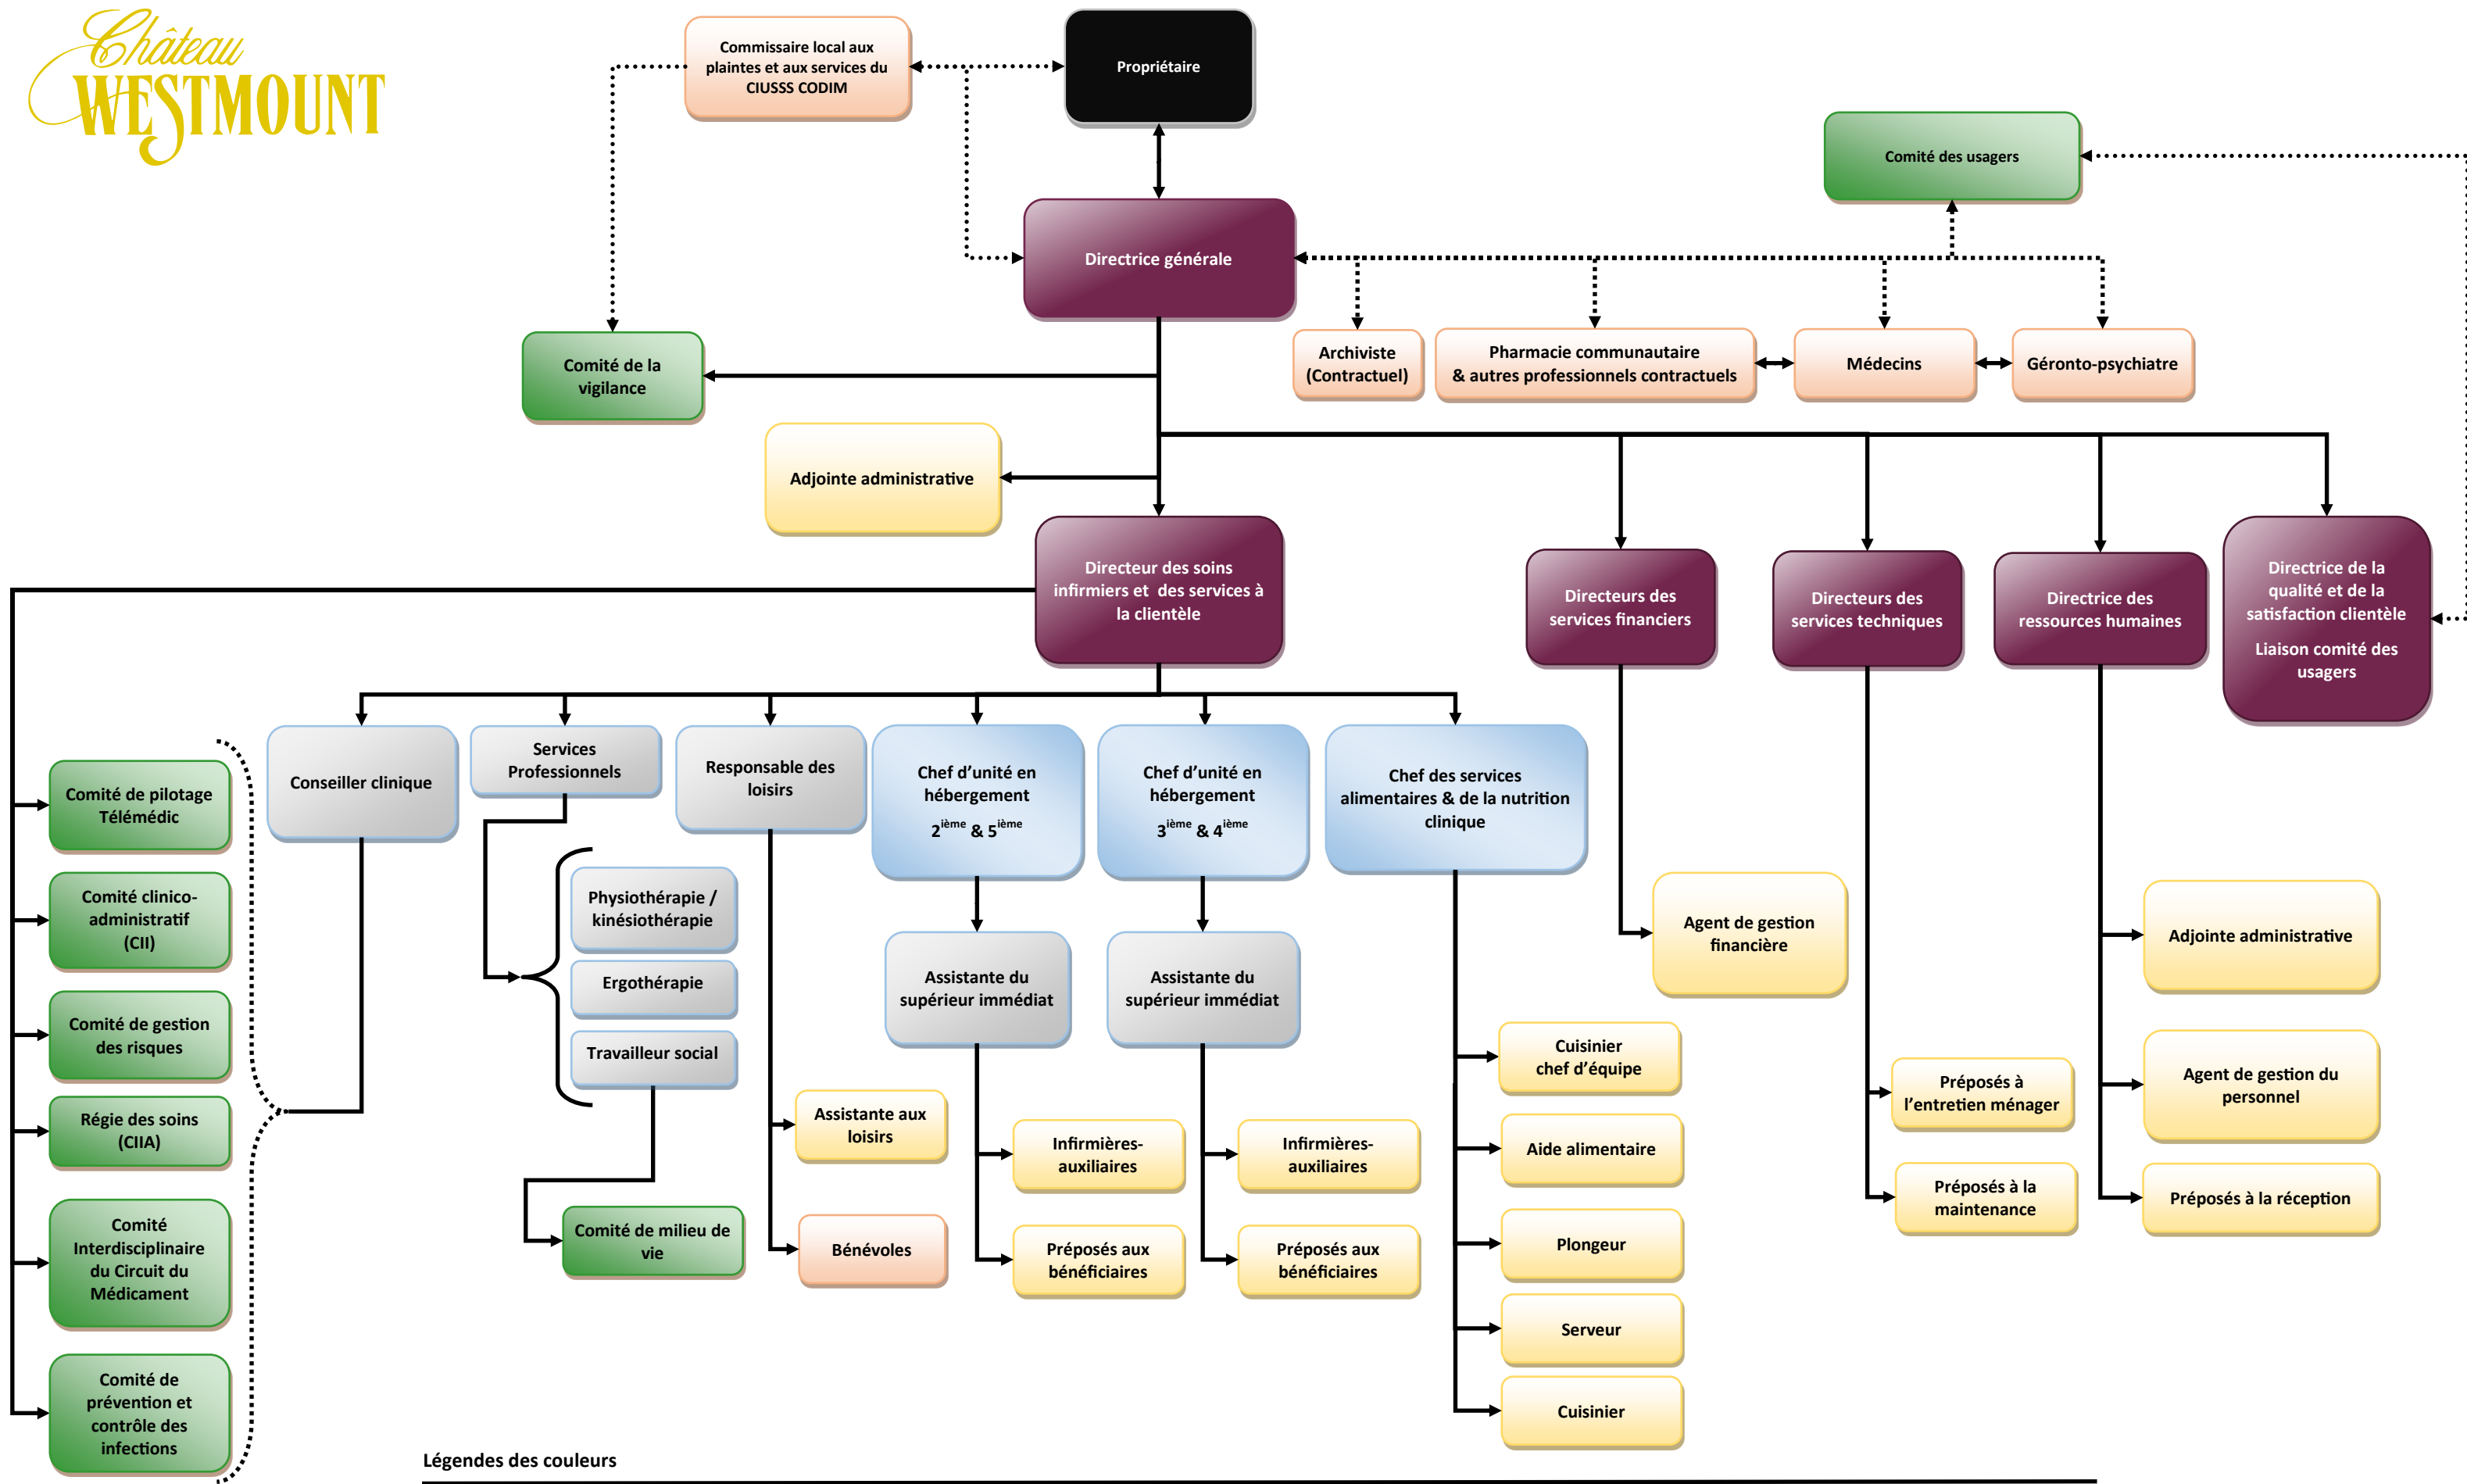 Château
WESTMOUNT
Commissaire local aux
plaintes et aux services du
CIUSSS CODIM
Propriétaire
Comité des usagers
Directrice générale
Comité de la
vigilance
Archiviste
(Contractuel)
Pharmacie communautaire
& autres professionnels contractuels
Médecins
Géronto-psychiatre
Adjointe administrative
Directeur des soins
infirmiers et des services à
la clientèle
Directeurs des
services financiers
Directeurs des
services techniques
Directrice des
ressources humaines
Directrice de la
qualité et de la
satisfaction clientèle
Liaison comité des
usagers
Conseiller clinique
Services
Professionnels
Responsable des
loisirs
Chef d’unité en
hébergement
2ième & 5ième
Chef d’unité en
hébergement
3ième & 4ième
Chef des services
alimentaires & de la nutrition
clinique
Comité de pilotage
Télémédic
Comité clinico-
administratif
(CII)
Comité de gestion
des risques
Régie des soins
(CIIA)
Comité
Interdisciplinaire
du Circuit du
Médicament
Comité de
prévention et
contrôle des
infections
Physiothérapie /
kinésiothérapie
Ergothérapie
Travailleur social
Comité de milieu de
vie
Assistante aux
loisirs
Bénévoles
Assistante du
supérieur immédiat
Infirmières-
auxiliaires
Préposés aux
bénéficiaires
Assistante du
supérieur immédiat
Infirmières-
auxiliaires
Préposés aux
bénéficiaires
Cuisinier
chef d’équipe
Aide alimentaire
Plongeur
Serveur
Cuisinier
Agent de gestion
financière
Préposés à
l’entretien ménager
Préposés à la
maintenance
Adjointe administrative
Agent de gestion du
personnel
Préposés à la réception
Légendes des couleurs